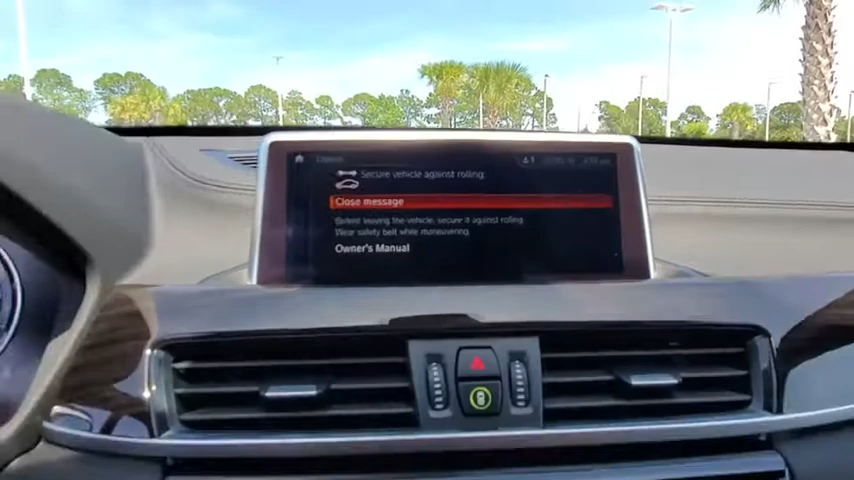 Secure vehicle against rolling.
Close message
Before leaving the vehicle, secure it against rolling.
Wear safety belt while maneuvering.
Owner's Manual